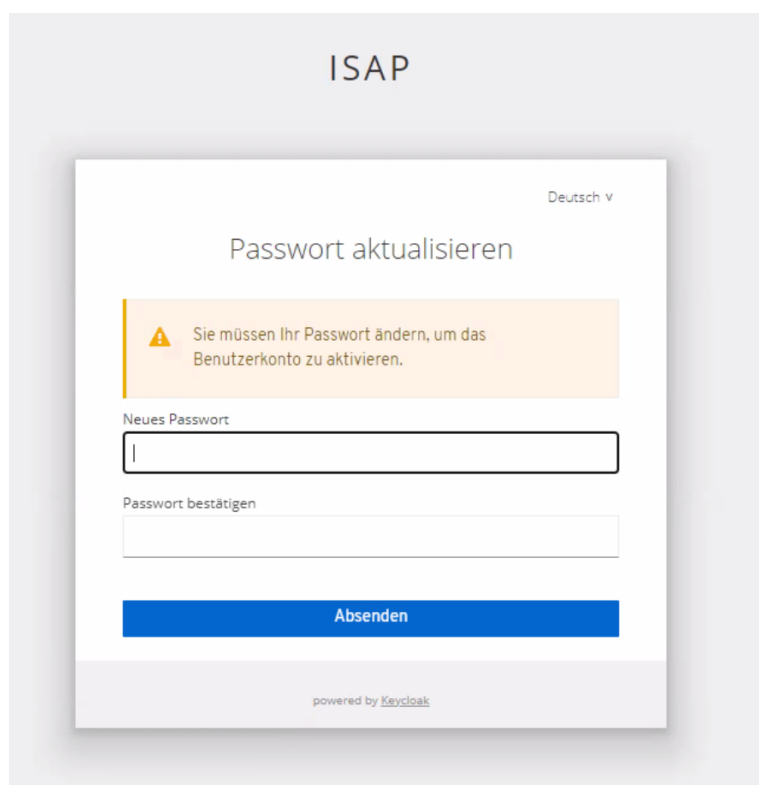 ISAP
Deutsch v
Passwort aktualisieren
Sie müssen Ihr Passwort ändern, um das
Benutzerkonto zu aktivieren.
Neues Passwort
Passwort bestätigen
Absenden
powered by Keycloak